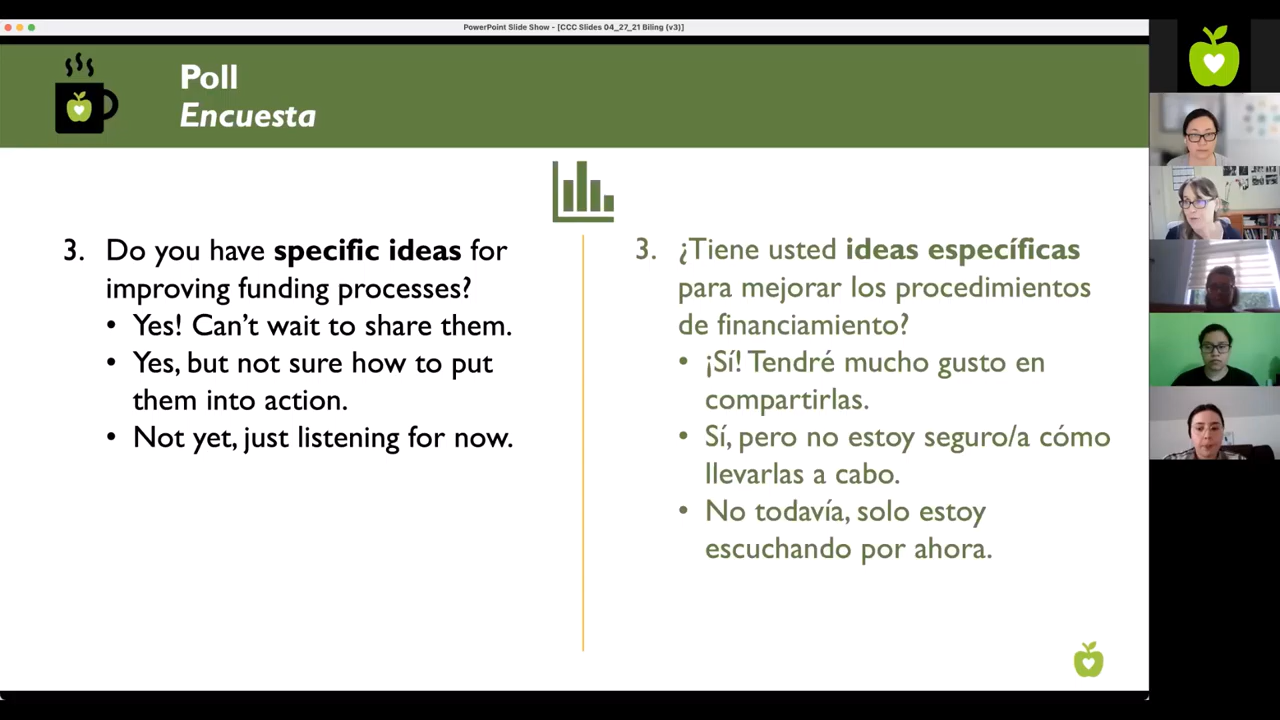 PowerPoint Slide Show - [CCC Slides 04_27_21 Biling (v3)]
Poll
Encuesta
3. Do you have specific ideas for
improving funding processes?
• Yes! Can't wait to share them.
• Yes, but not sure how to put
them into action.
• Not yet, just listening for now.
3. ¿Tiene usted ideas específicas
para mejorar los procedimientos
de financiamiento?
• ¡Sí! Tendré mucho gusto en
compartirlas.
• Sí, pero no estoy seguro/a cómo
llevarlas a cabo.
• No todavía, solo estoy
escuchando por ahora.